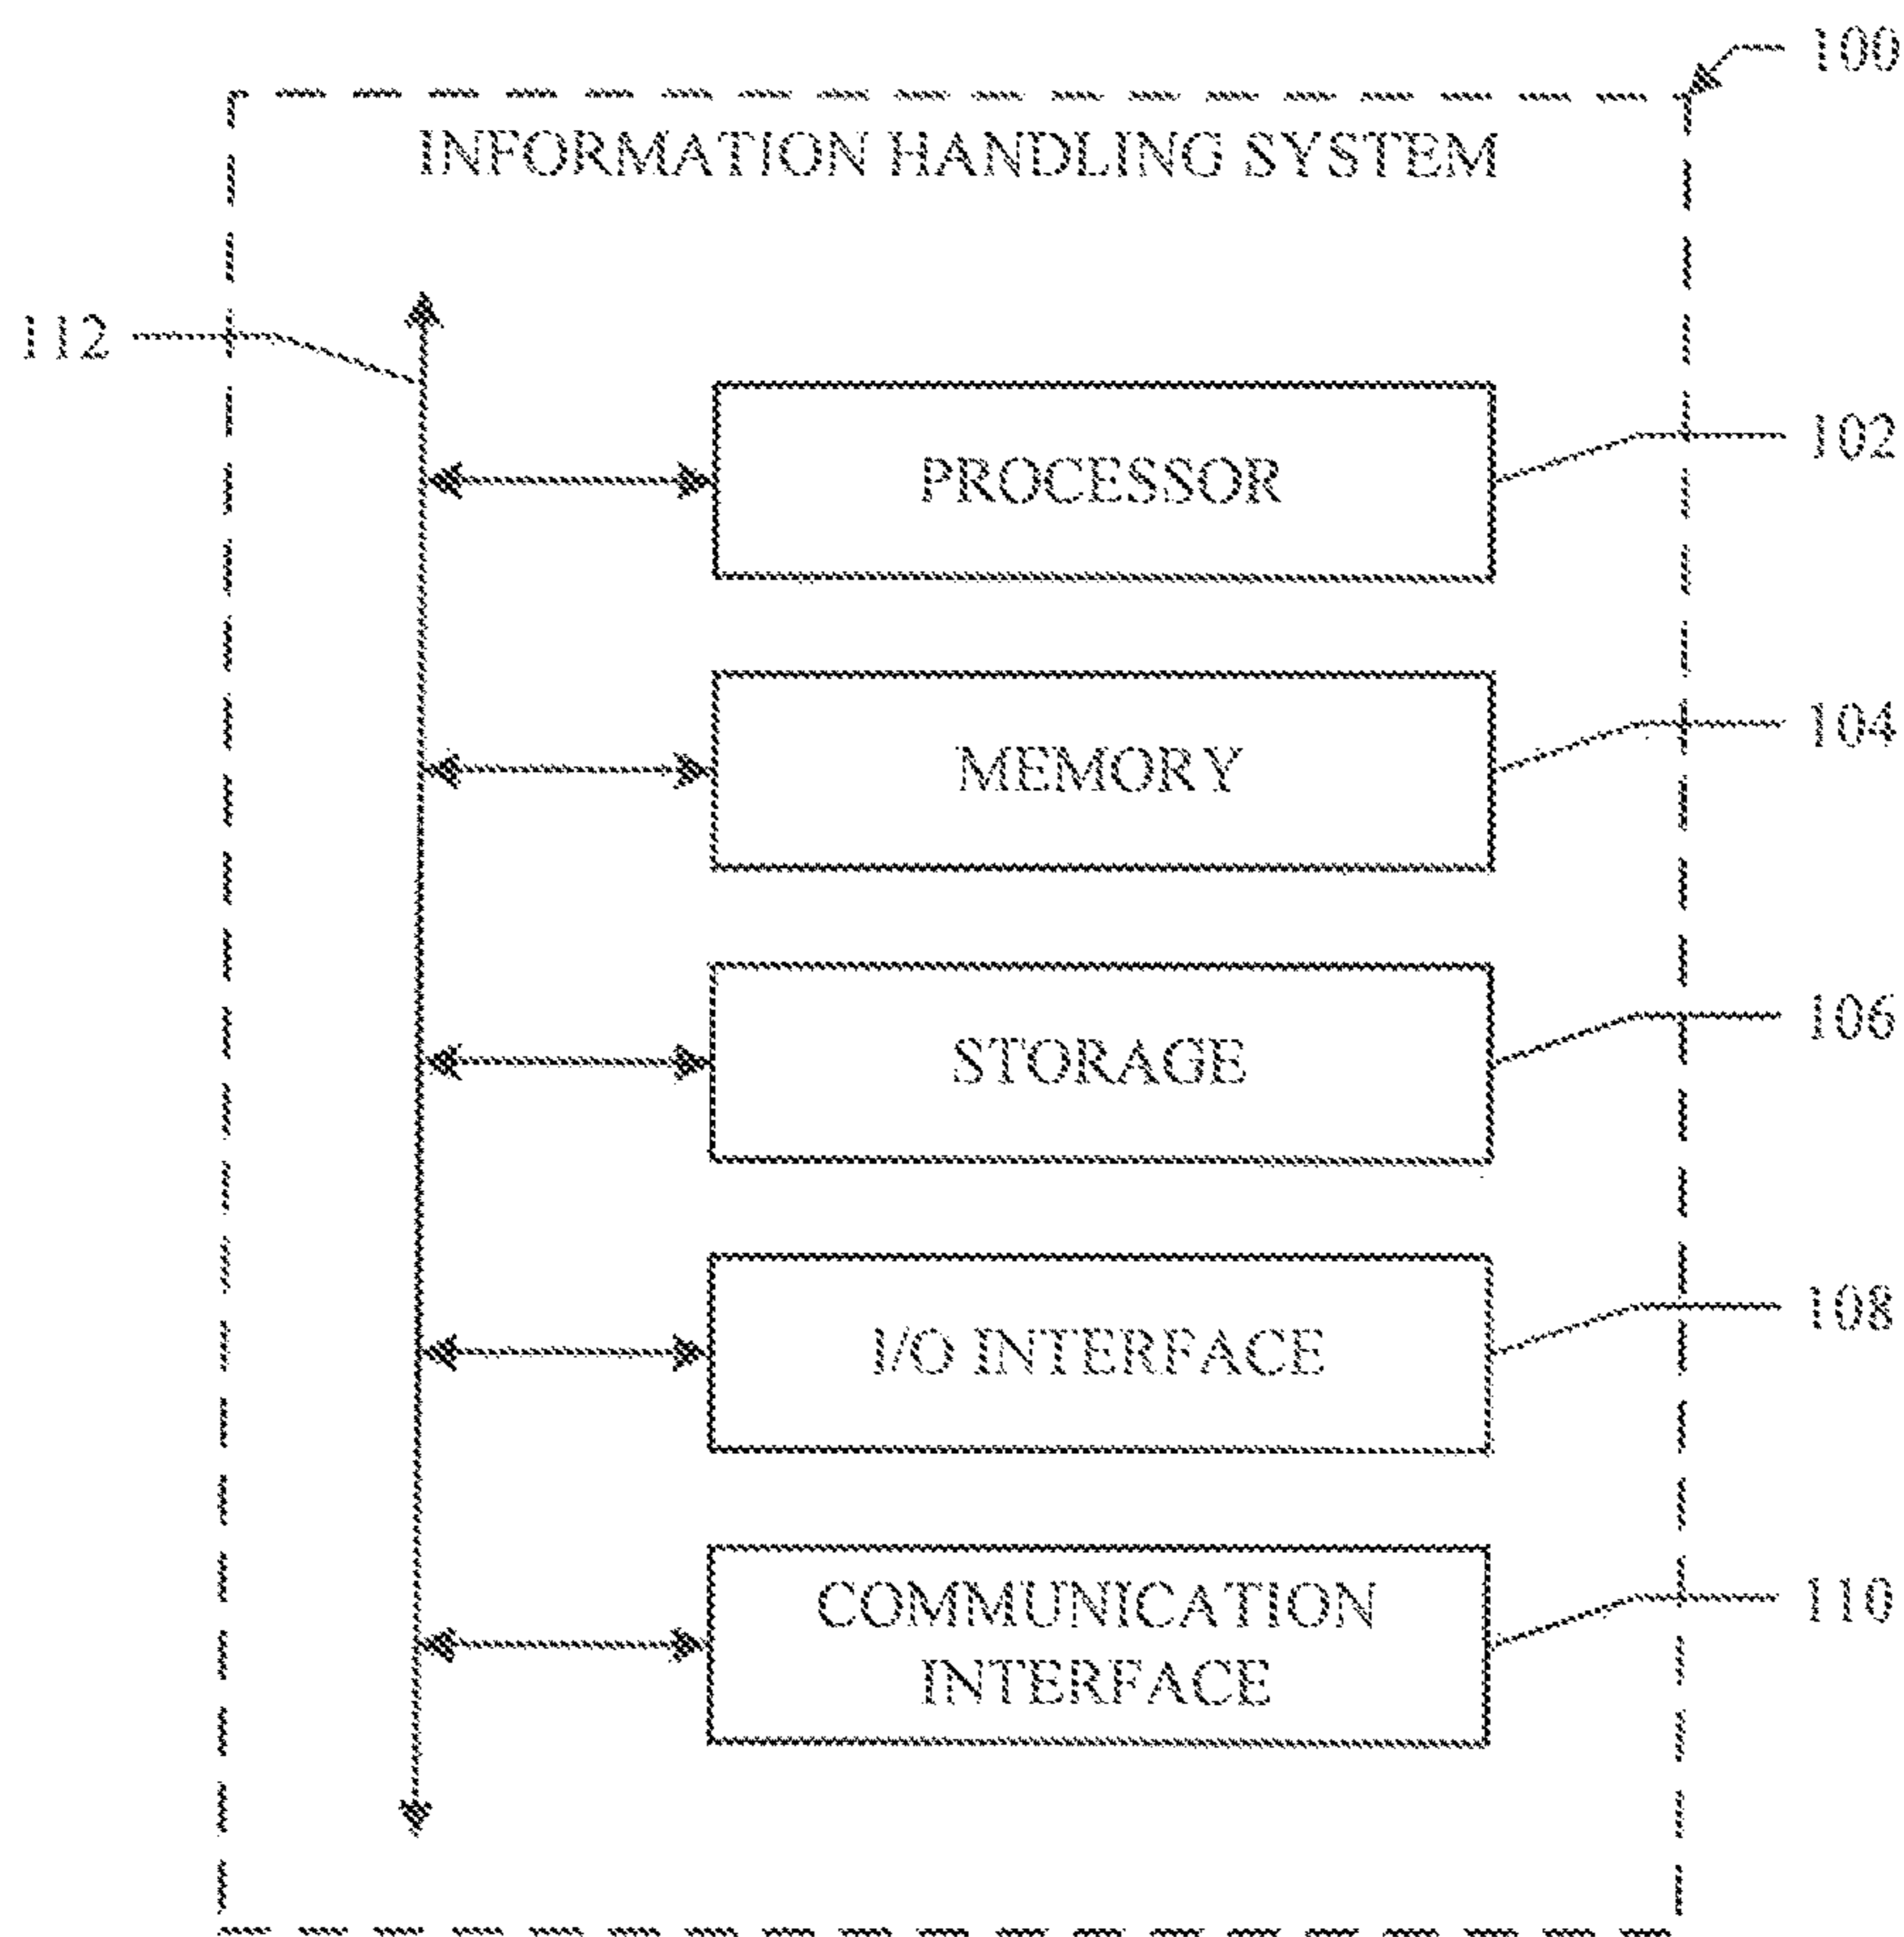 100
INFORMATION HANDLING SYSTEM
112
PROCESSOR
102
MEMORY
104
STORAGE
106
I/O INTERFACE
108
COMMUNICATION
INTERFACE
110